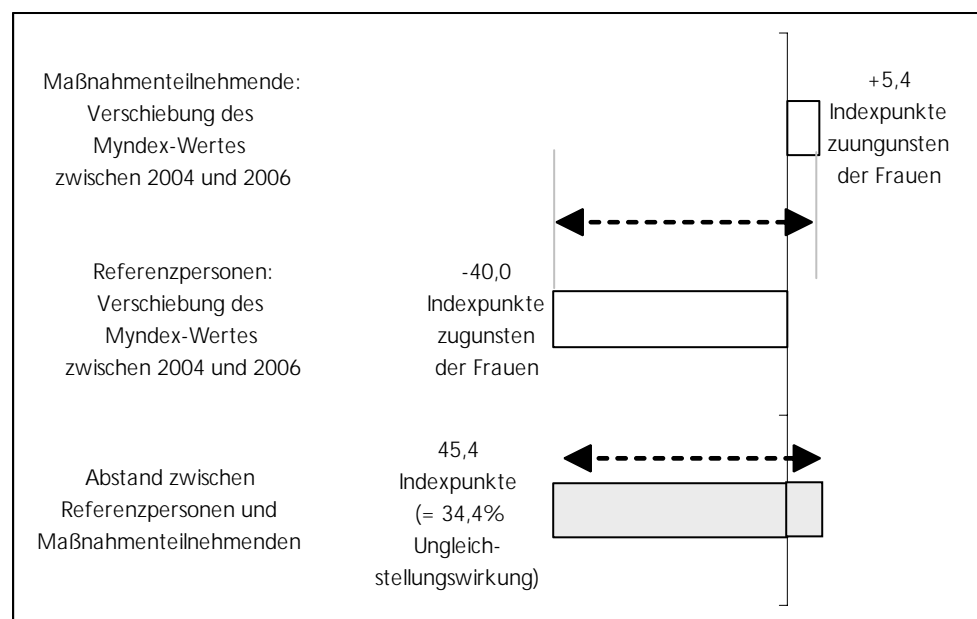 Maßnahmenteilnehmende:
Verschiebung des
Myndex-Wertes
zwischen 2004 und 2006
+5,4
Indexpunkte
zuungunsten
der Frauen
Referenzpersonen:
Verschiebung des
Myndex-Wertes
zwischen 2004 und 2006
-40,0
Indexpunkte
zugunsten
der Frauen
Abstand zwischen
Referenzpersonen und
Maßnahmenteilnehmenden
45,4
Indexpunkte
(= 34,4%
Ungleich-
stellungswirkung)